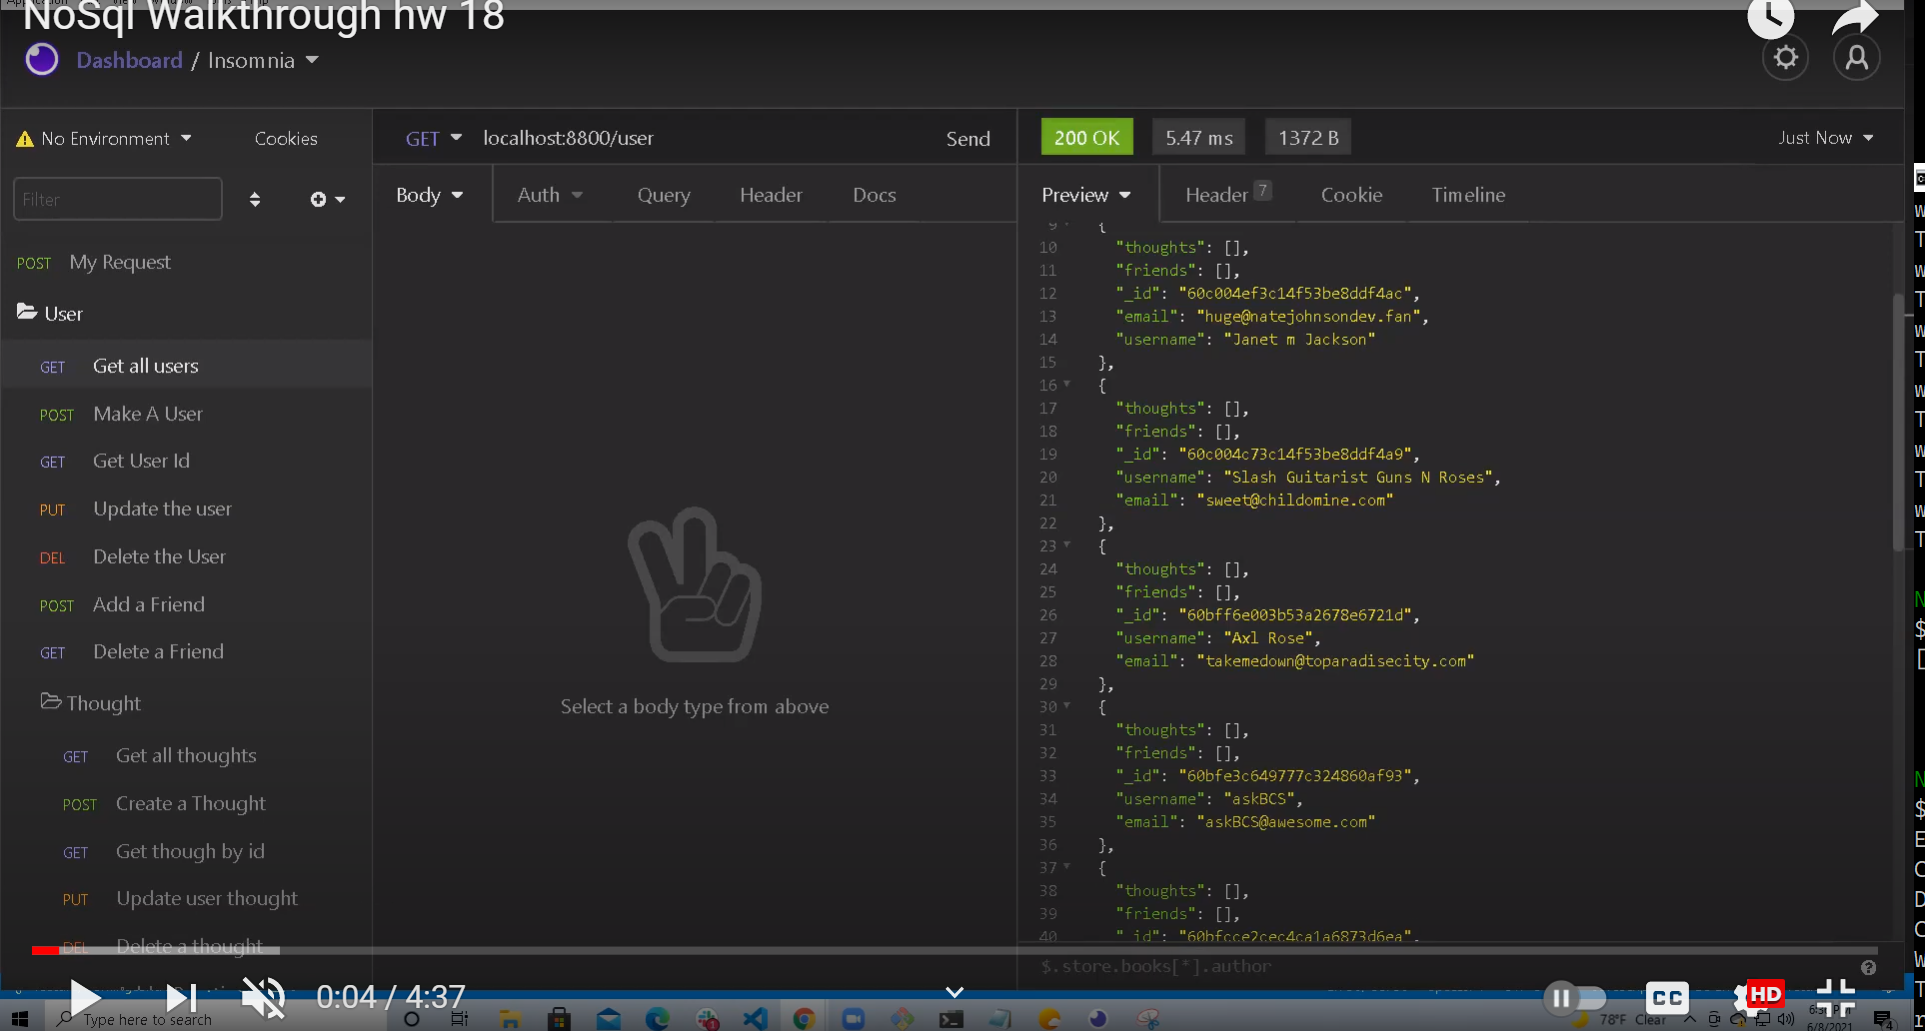 NoSql Walkthrough hw 18
Dashboard / Insomnia
No Environment
Cookies
GET localhost:8800/user
Send
200 OK
5.47 ms
1372 B
Just Now
Filter
Body
Auth
Query
Header
Docs
Preview
Header 7
Cookie
Timeline
POST My Request
User
GET Get all users
POST Make A User
GET Get User Id
PUT Update the user
DEL Delete the User
POST Add a Friend
GET Delete a Friend
Thought
GET Get all thoughts
POST Create a Thought
GET Get though by id
PUT Update user thought
DEL Delete a thought
Select a body type from above
9 {
10 "thoughts": [],
11 "friends": [],
12 "_id": "60c004ef3c14f53be8ddf4ac",
13 "email": "huge@natejohnsondev.fan",
14 "username": "Janet m Jackson"
15 },
16 {
17 "thoughts": [],
18 "friends": [],
19 "_id": "60c004c73c14f53be8ddf4a9",
20 "username": "Slash Guitarist Guns N Roses",
21 "email": "sweet@childomine.com"
22 },
23 {
24 "thoughts": [],
25 "friends": [],
26 "_id": "60bff6e003b53a2678e6721d",
27 "username": "Axl Rose",
28 "email": "takemedown@toparadisecity.com"
29 },
30 {
31 "thoughts": [],
32 "friends": [],
33 "_id": "60bfe3c649777c324860af93",
34 "username": "askBCS",
35 "email": "askBCS@awesome.com"
36 },
37 {
38 "thoughts": [],
39 "friends": [],
40 "_id": "60bfcce2cec4ca1a6873d6ea",
$.store.books[*].author
0:04 / 4:37
CC
HD
Type here to search
78°F Clear
6/8/2021